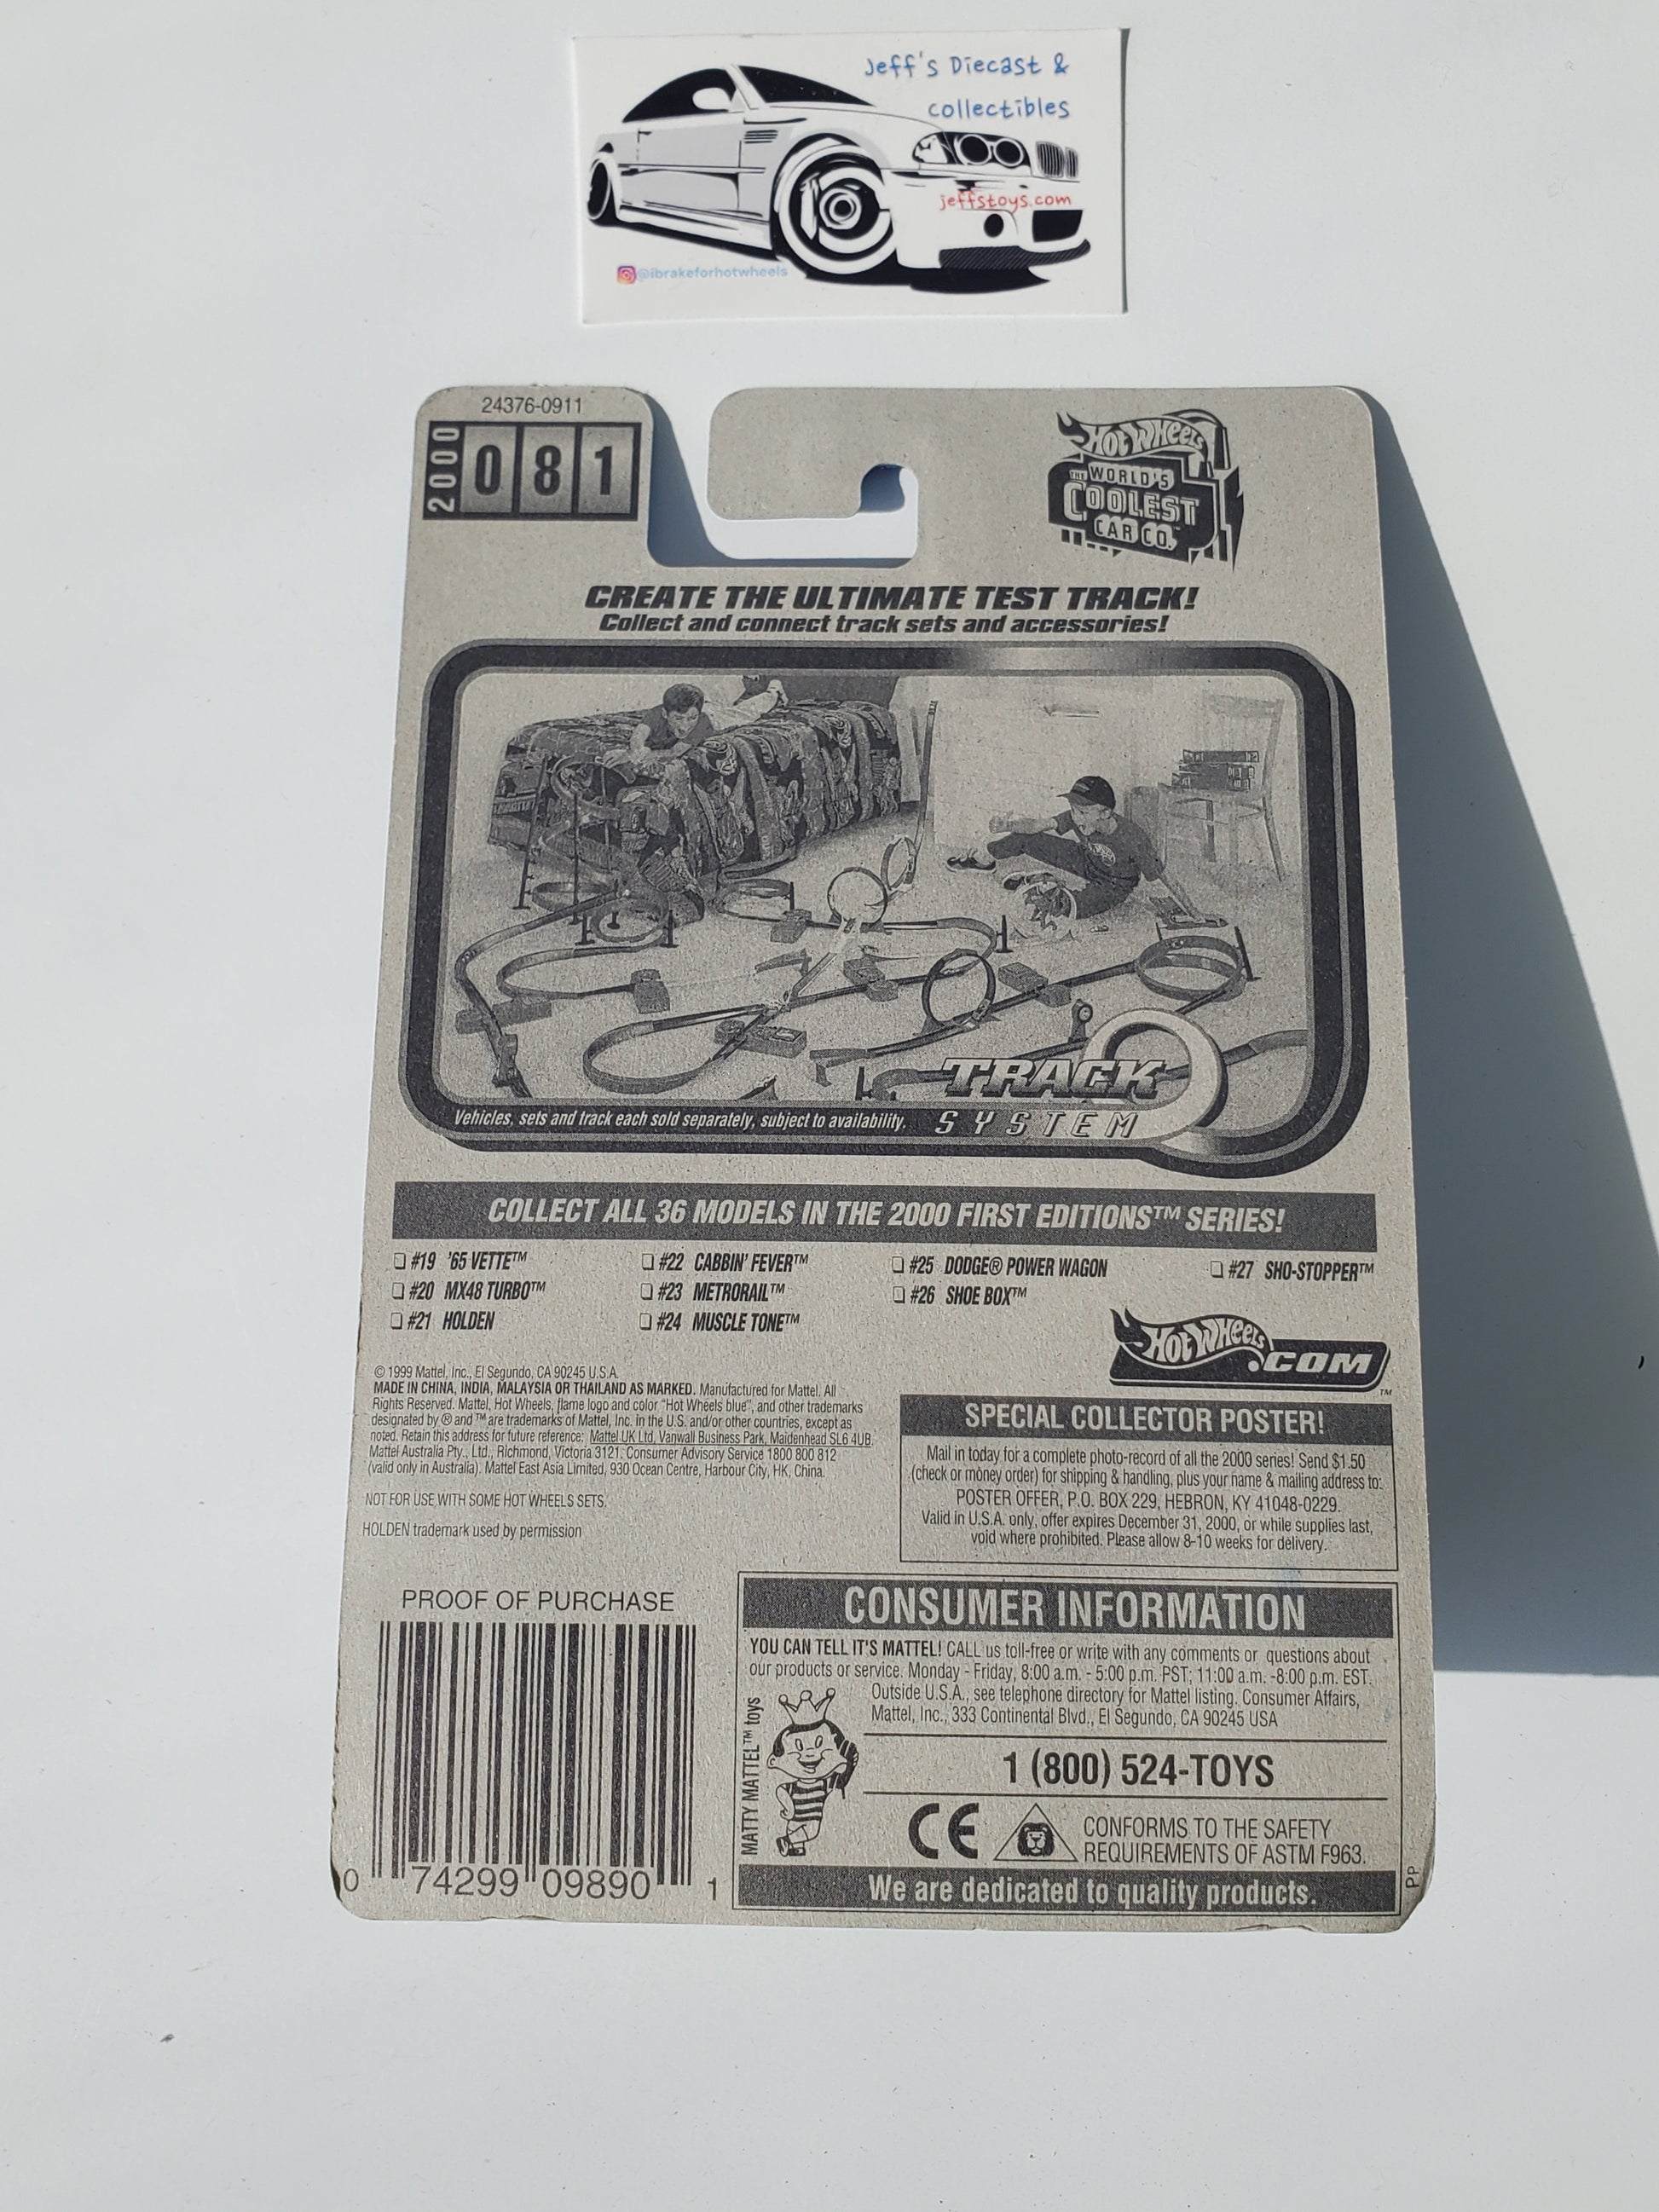 Jeff's Diecast &
collectibles
jeffstoys.com
@ibrakeforhotwheels
24376-0911
2000
081
HOT WHEELS
THE WORLD'S
COOLEST
CAR CO.™
CREATE THE ULTIMATE TEST TRACK!
Collect and connect track sets and accessories!
TRACK
SYSTEM
Vehicles, sets and track each sold separately, subject to availability.
COLLECT ALL 36 MODELS IN THE 2000 FIRST EDITIONS™ SERIES!
❏ #19 '65 VETTE™
❏ #20 MX48 TURBO™
❏ #21 HOLDEN
❏ #22 CABBIN' FEVER™
❏ #23 METRORAIL™
❏ #24 MUSCLE TONE™
❏ #25 DODGE® POWER WAGON
❏ #26 SHOE BOX™
❏ #27 SHO-STOPPER™
HOT WHEELS
.COM™
© 1999 Mattel, Inc., El Segundo, CA 90245 U.S.A.
MADE IN CHINA, INDIA, MALAYSIA OR THAILAND AS MARKED. Manufactured for Mattel. All
Rights Reserved. Mattel, Hot Wheels, flame logo and color "Hot Wheels blue", and other trademarks
designated by ® and ™ are trademarks of Mattel, Inc. in the U.S. and/or other countries, except as
noted. Retain this address for future reference: Mattel UK Ltd, Vanwall Business Park, Maidenhead SL6 4UB.
Mattel Australia Pty., Ltd., Richmond, Victoria 3121. Consumer Advisory Service 1800 800 812
(valid only in Australia). Mattel East Asia Limited, 930 Ocean Centre, Harbour City, HK, China.
NOT FOR USE WITH SOME HOT WHEELS SETS.
HOLDEN trademark used by permission
SPECIAL COLLECTOR POSTER!
Mail in today for a complete photo-record of all the 2000 series! Send $1.50
(check or money order) for shipping & handling, plus your name & mailing address to:
POSTER OFFER, P.O. BOX 229, HEBRON, KY 41048-0229.
Valid in U.S.A. only, offer expires December 31, 2000, or while supplies last,
void where prohibited. Please allow 8-10 weeks for delivery.
PROOF OF PURCHASE
0 74299 09890 1
CONSUMER INFORMATION
YOU CAN TELL IT'S MATTEL! CALL us toll-free or write with any comments or questions about
our products or service. Monday - Friday, 8:00 a.m. - 5:00 p.m. PST; 11:00 a.m. -8:00 p.m. EST.
Outside U.S.A., see telephone directory for Mattel listing. Consumer Affairs,
Mattel, Inc., 333 Continental Blvd., El Segundo, CA 90245 USA
MATTY MATTEL™ toys
1 (800) 524-TOYS
CE
CONFORMS TO THE SAFETY
REQUIREMENTS OF ASTM F963.
We are dedicated to quality products.
PP